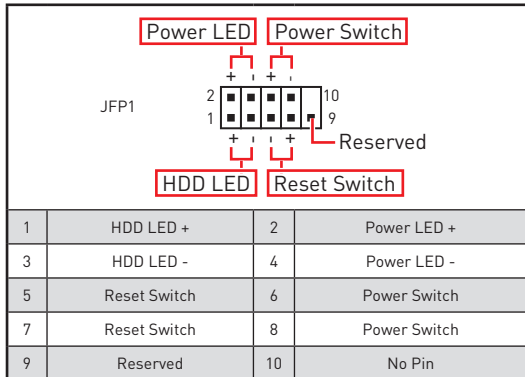 Power LED Power Switch
+ - + -
JFP1
2 10
1 9
+ - - +
Reserved
HDD LED Reset Switch
1 HDD LED + 2 Power LED +
3 HDD LED - 4 Power LED -
5 Reset Switch 6 Power Switch
7 Reset Switch 8 Power Switch
9 Reserved 10 No Pin